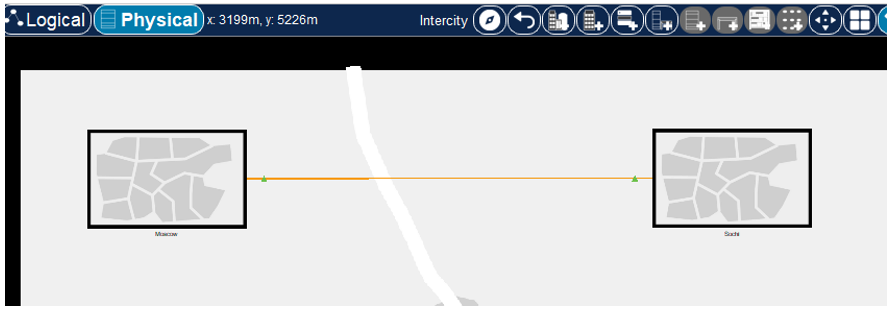 Logical Physical x: 3199m, y: 5226m Intercity
Moscow Sochi